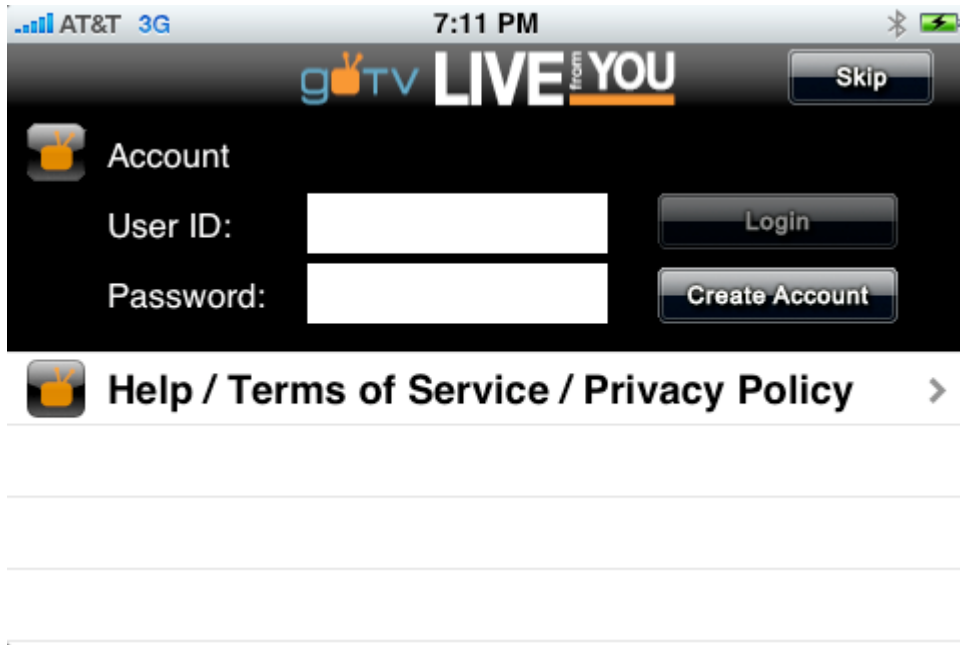 AT&T 3G 7:11 PM
goTV LIVE from YOU Skip
Account
User ID: Login
Password: Create Account
Help / Terms of Service / Privacy Policy